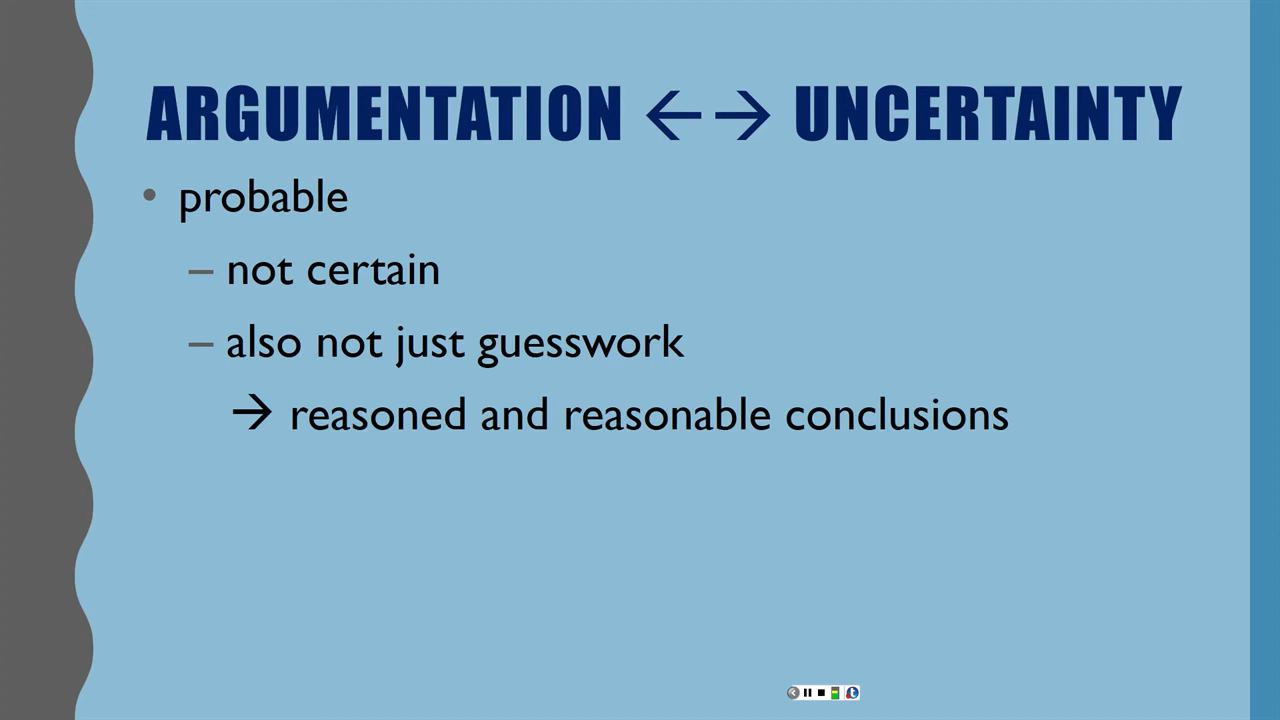 ARGUMENTATION ←→ UNCERTAINTY
• probable
– not certain
– also not just guesswork
→ reasoned and reasonable conclusions